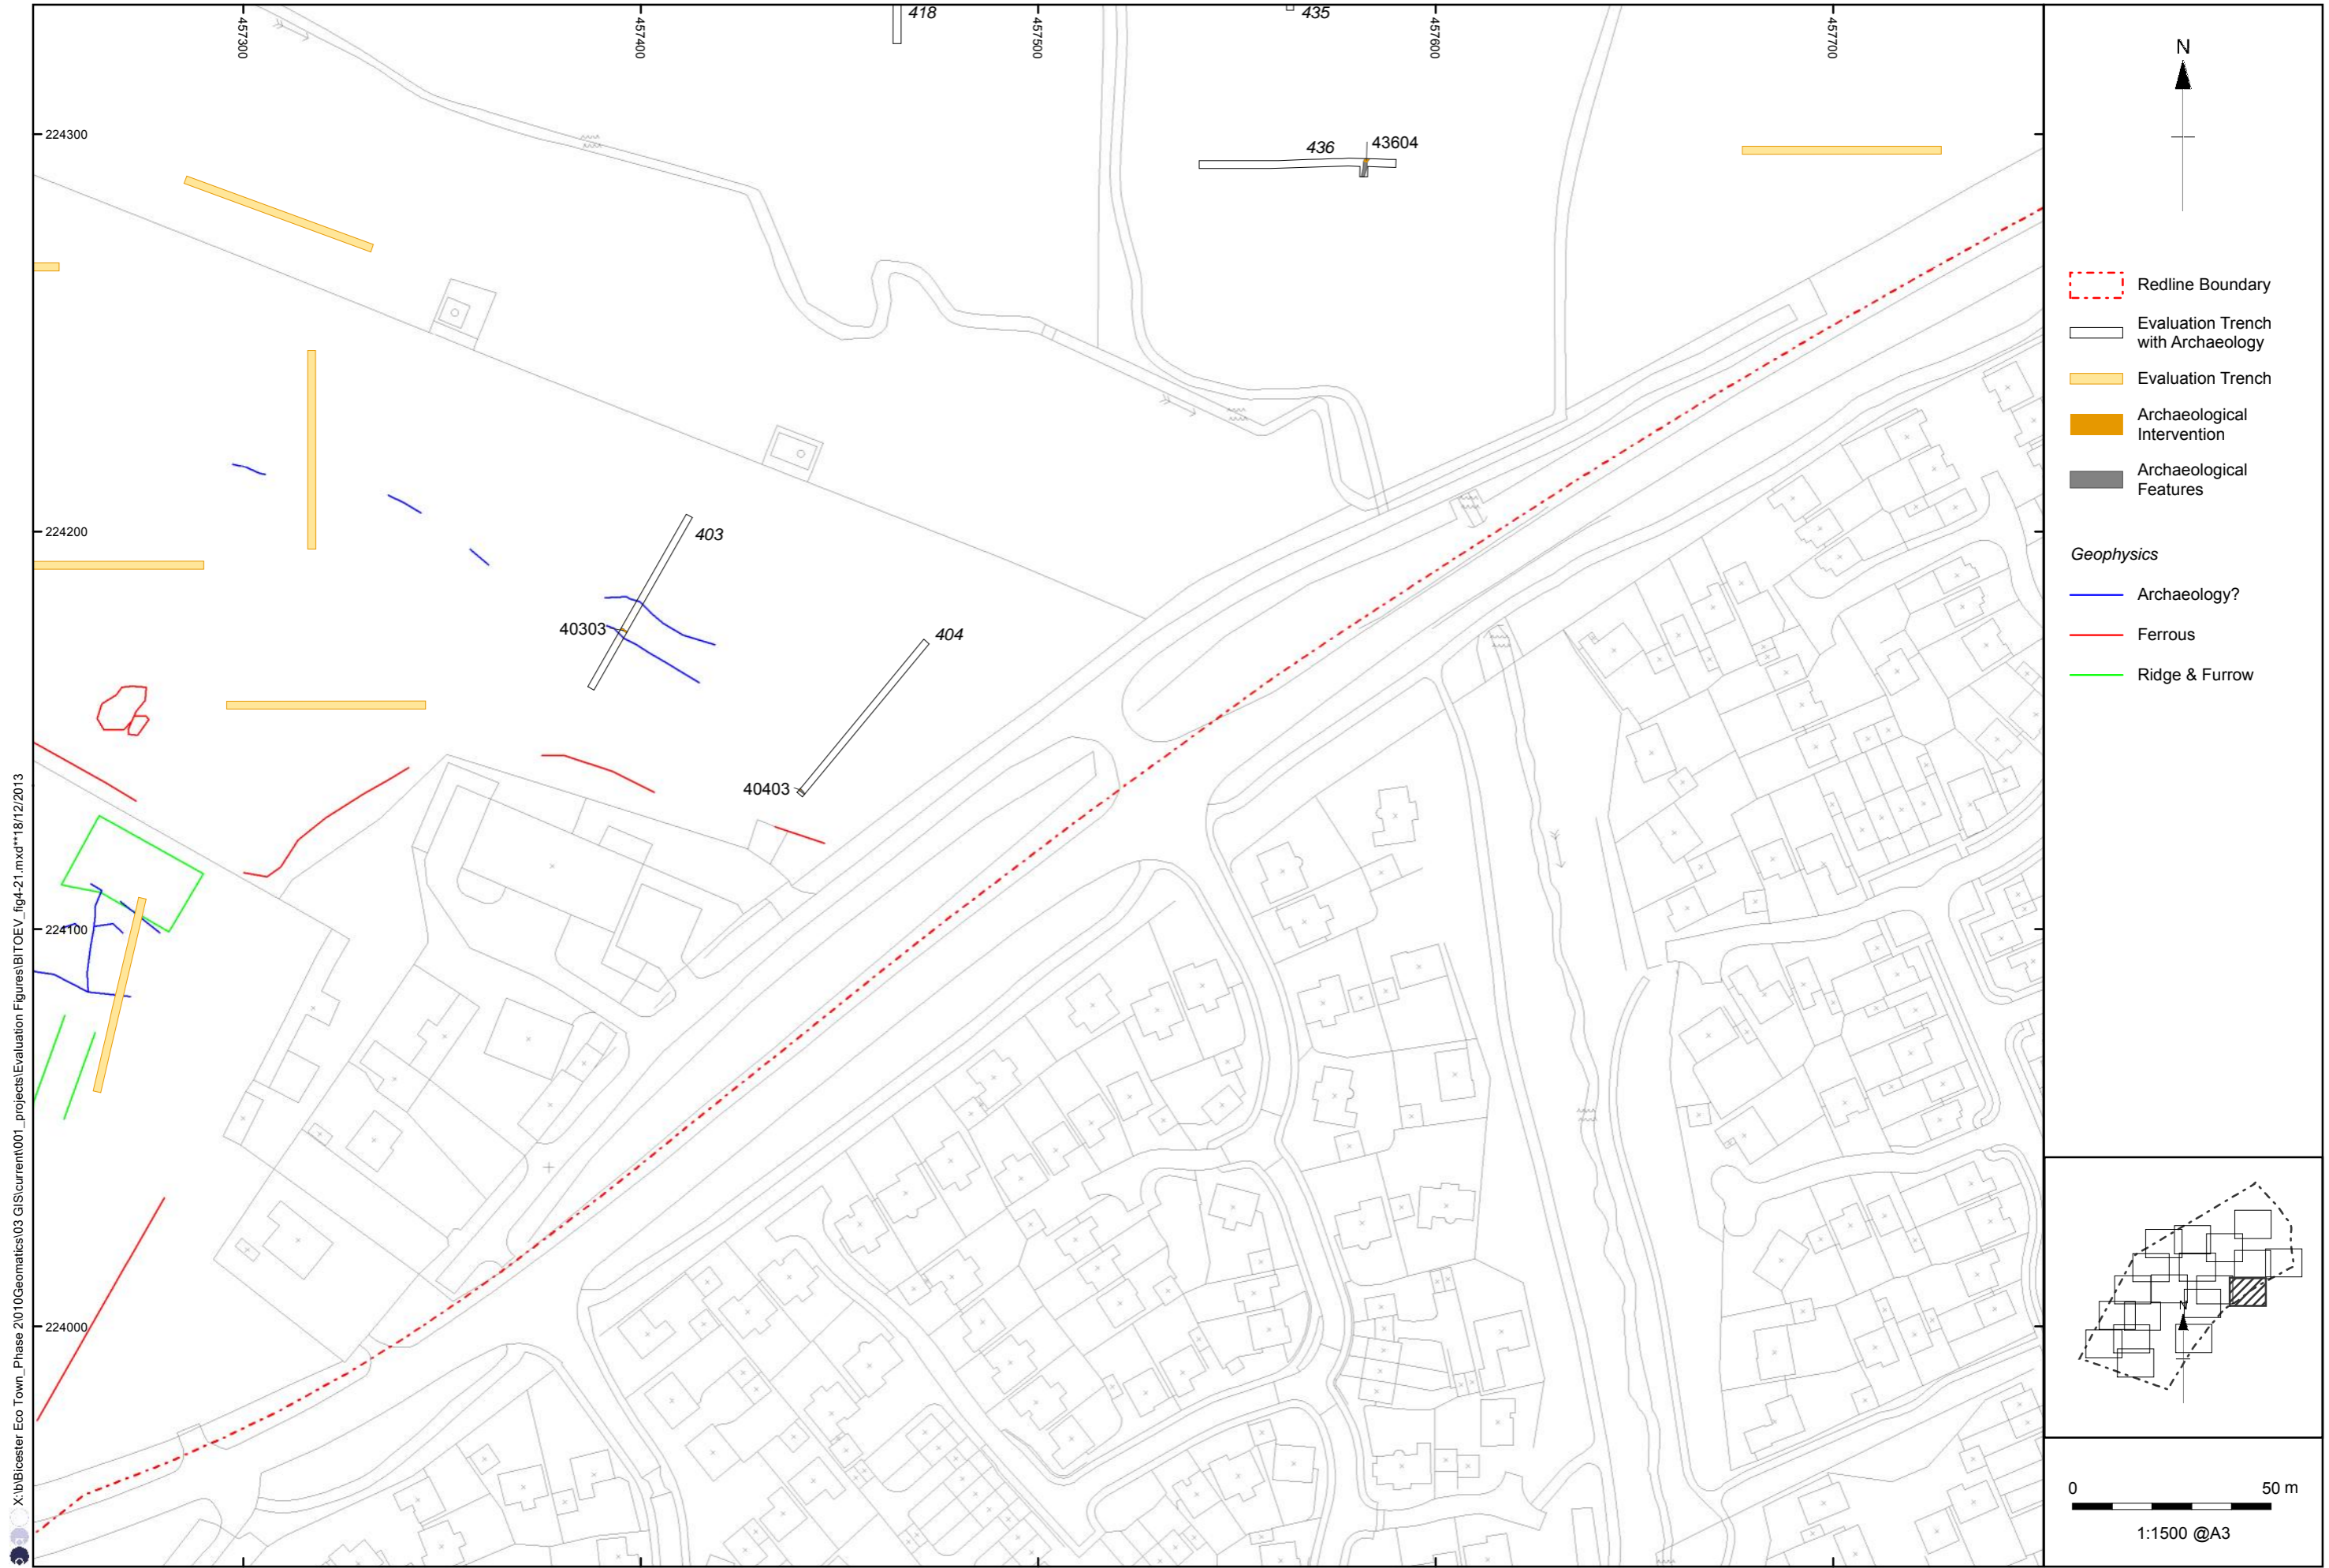 457300
457400
418
457500
435
457600
457700
224300
436
43604
224200
403
40303
404
40403
224100
224000
X:\b\Bicester Eco Town_Phase 2\010Geomatics\03 GIS\current\001_projects\Evaluation Figures\BITOEV_fig4-21.mxd**18/12/2013
N
Redline Boundary
Evaluation Trench
with Archaeology
Evaluation Trench
Archaeological
Intervention
Archaeological
Features
Geophysics
Archaeology?
Ferrous
Ridge & Furrow
N
0 50 m
1:1500 @A3